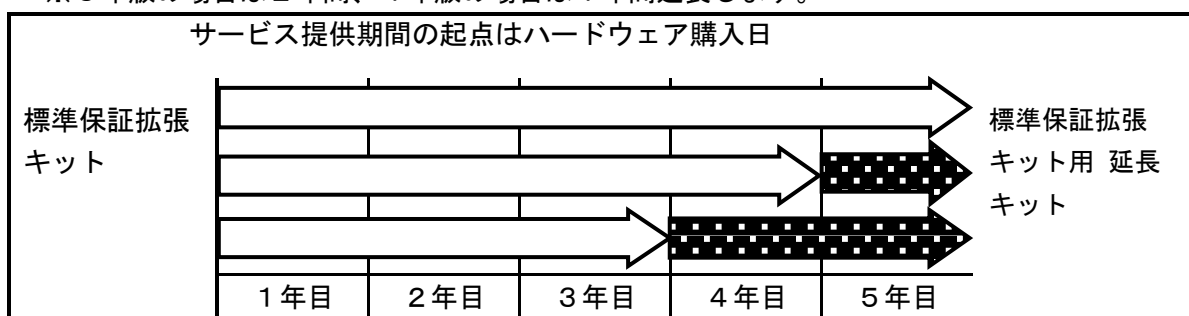 サービス提供期間の起点はハードウェア購入日
標準保証拡張
キット
標準保証拡張
キット用 延長
キット
１年目 ２年目 ３年目 ４年目 ５年目